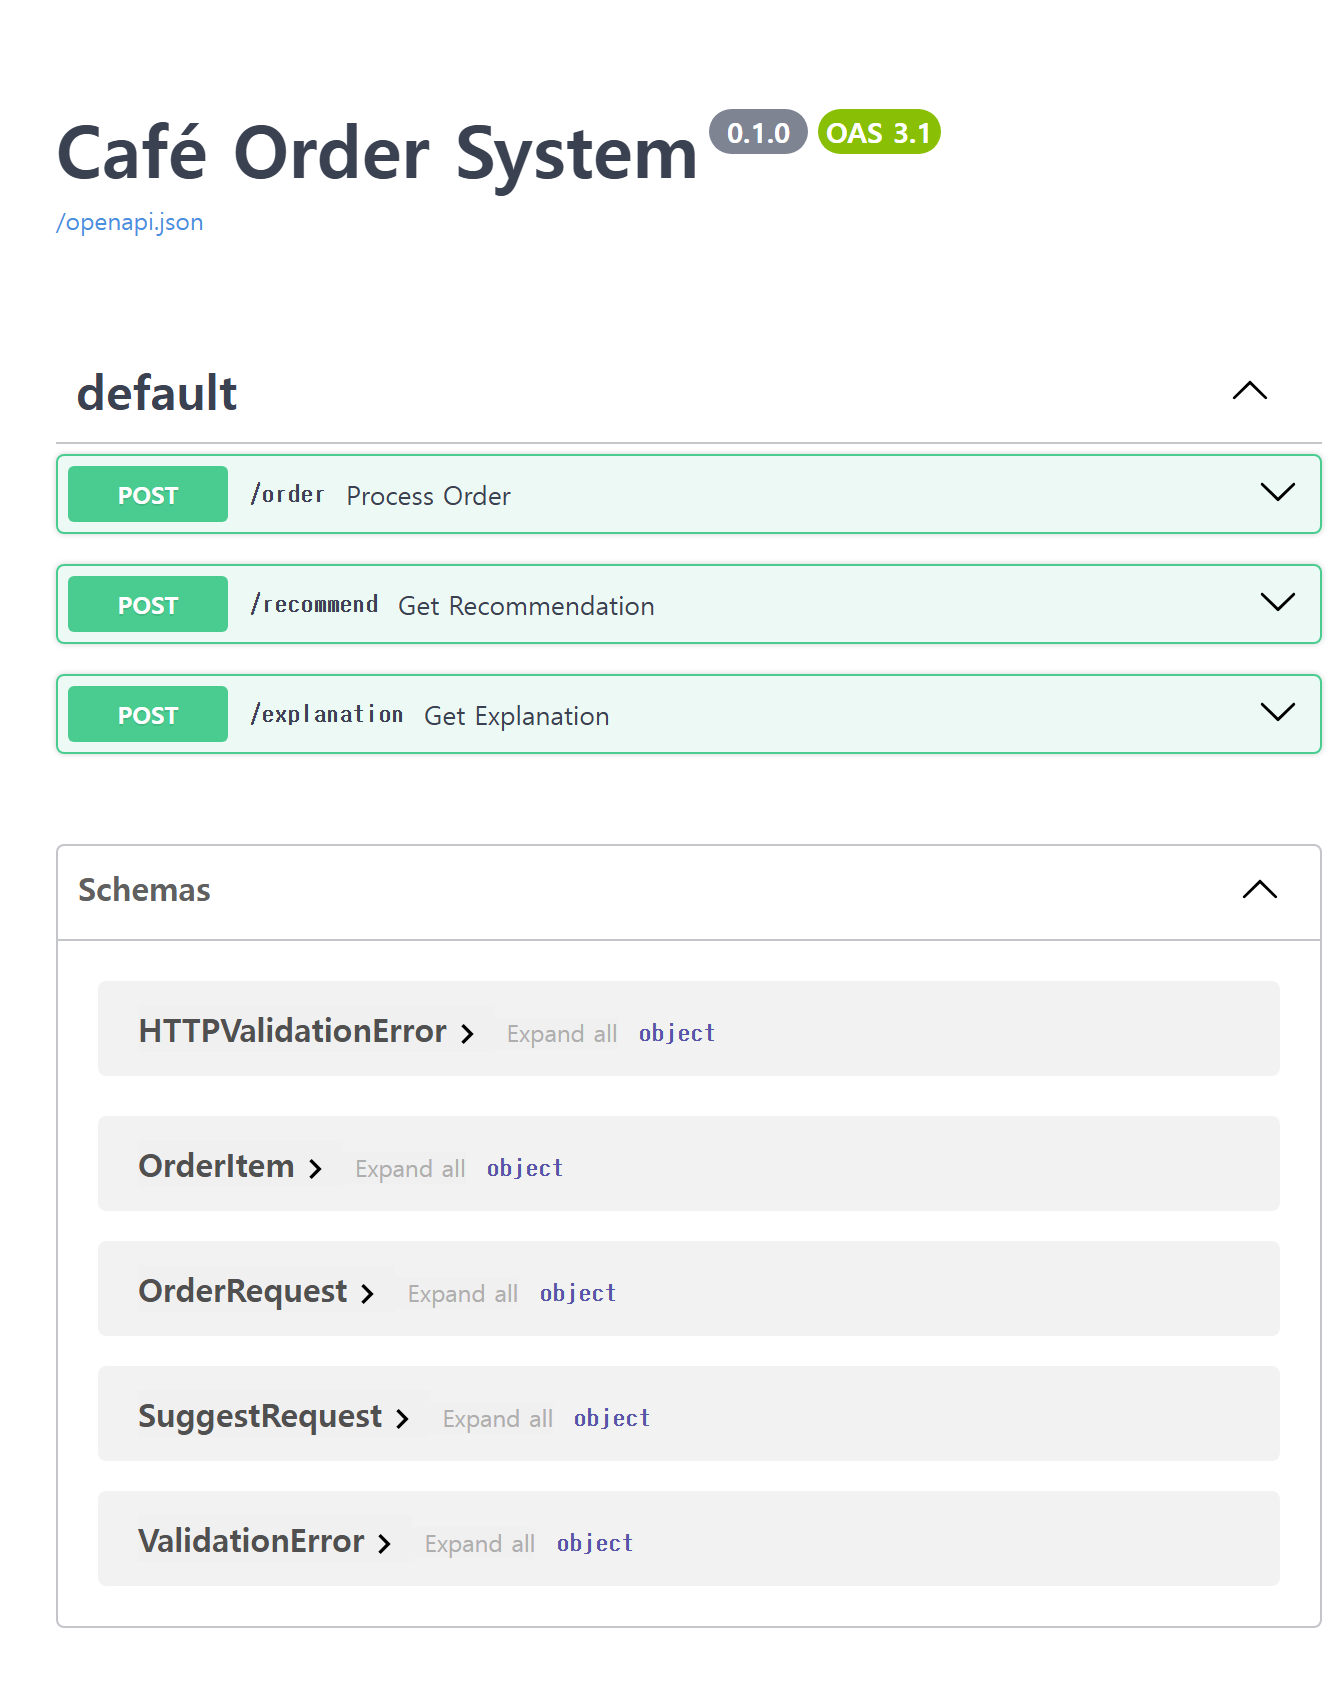 Café Order System 0.1.0 OAS 3.1
/openapi.json
default
POST /order Process Order
POST /recommend Get Recommendation
POST /explanation Get Explanation
Schemas
HTTPValidationError Expand all object
OrderItem Expand all object
OrderRequest Expand all object
SuggestRequest Expand all object
ValidationError Expand all object